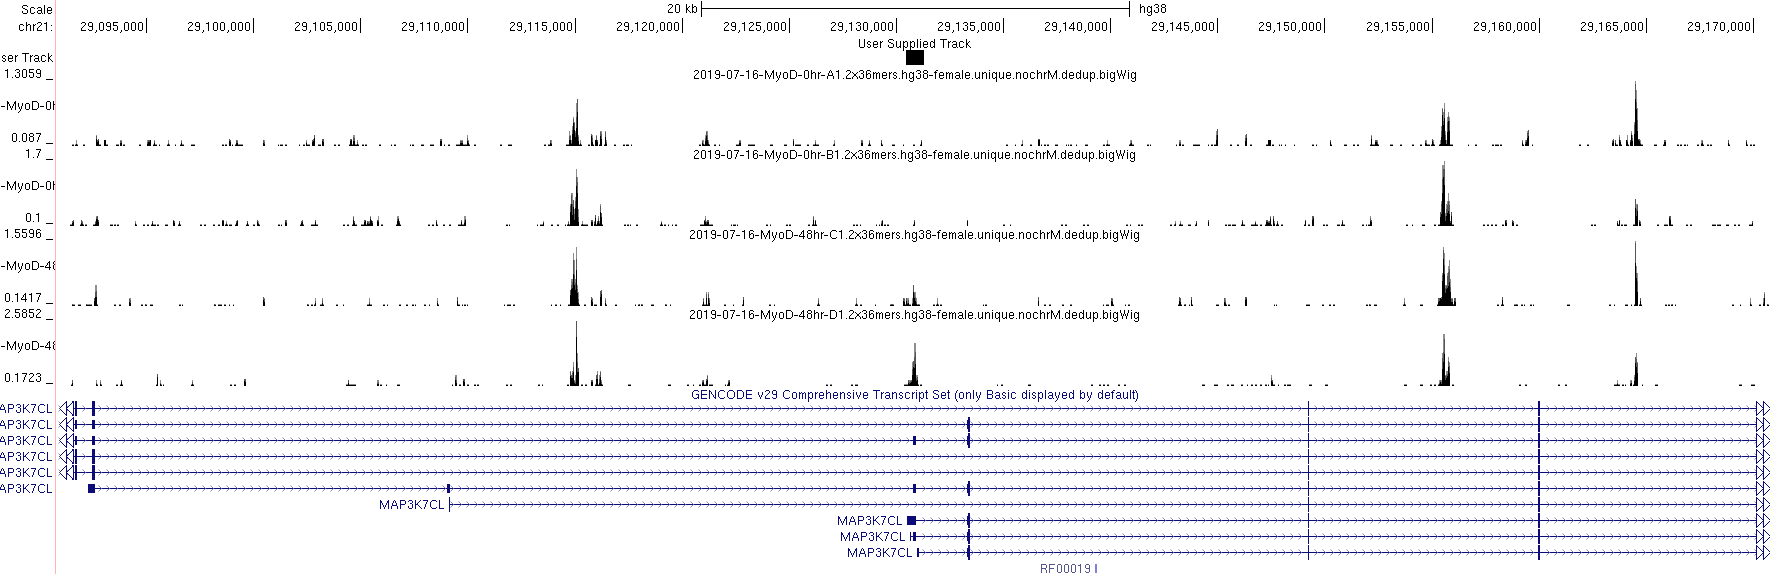 Scale 20 kb hg38
chr21: 29,095,000 29,100,000 29,105,000 29,110,000 29,115,000 29,120,000 29,125,000 29,130,000 29,135,000 29,140,000 29,145,000 29,150,000 29,155,000 29,160,000 29,165,000 29,170,000
User Supplied Track
ser Track
1.3059 _ 2019-07-16-MyoD-0hr-A1.2x36mers.hg38-female.unique.nochrM.dedup.bigWig
-MyoD-0h
0.087 _
1.7 _ 2019-07-16-MyoD-0hr-B1.2x36mers.hg38-female.unique.nochrM.dedup.bigWig
-MyoD-0h
0.1 _
1.5596 _ 2019-07-16-MyoD-48hr-C1.2x36mers.hg38-female.unique.nochrM.dedup.bigWig
-MyoD-48
0.1417 _
2.5852 _ 2019-07-16-MyoD-48hr-D1.2x36mers.hg38-female.unique.nochrM.dedup.bigWig
-MyoD-48
0.1723 _
GENCODE v29 Comprehensive Transcript Set (only Basic displayed by default)
AP3K7CL
AP3K7CL
AP3K7CL
AP3K7CL
AP3K7CL
AP3K7CL
MAP3K7CL
MAP3K7CL
MAP3K7CL
MAP3K7CL
RF00019